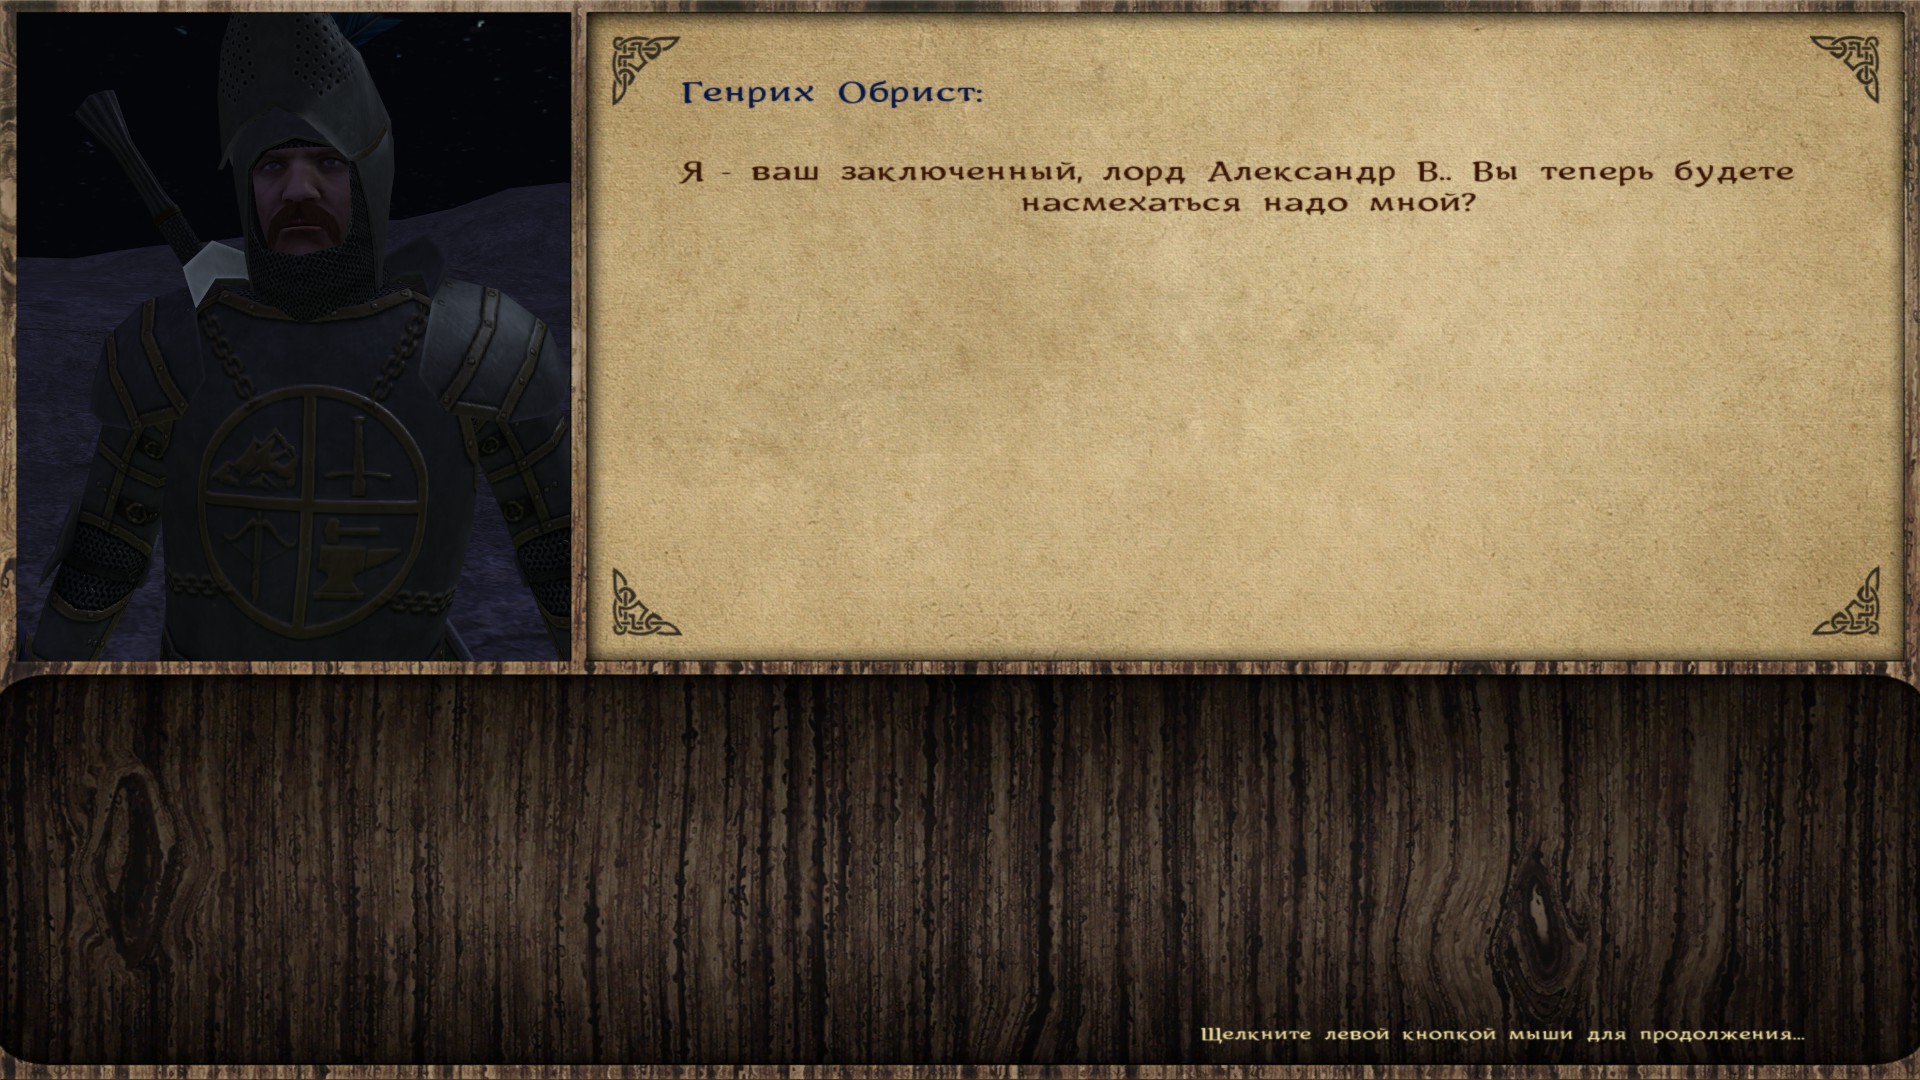 Генрих Обрист:
Я - ваш заключенный, лорд Александр В.. Вы теперь будете
насмехаться надо мной?
Щелкните левой кнопкой мыши для продолжения...